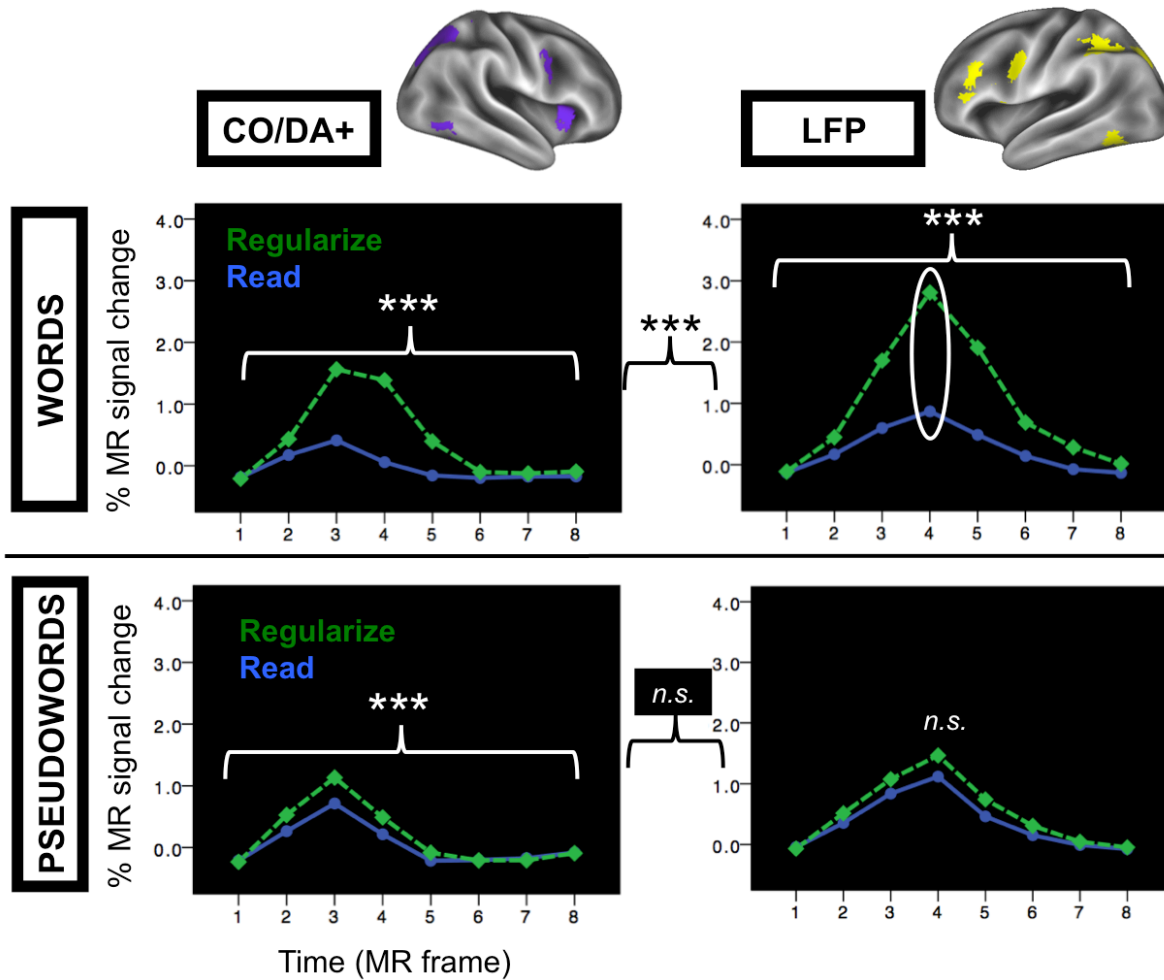 CO/DA+
LFP
WORDS
% MR signal change
4.0
3.0
2.0
1.0
0.0
Regularize
Read
***
1 2 3 4 5 6 7 8
***
4.0
3.0
2.0
1.0
0.0
***
1 2 3 4 5 6 7 8
PSEUDOWORDS
% MR signal change
4.0
3.0
2.0
1.0
0.0
Regularize
Read
***
1 2 3 4 5 6 7 8
n.s.
4.0
3.0
2.0
1.0
0.0
n.s.
1 2 3 4 5 6 7 8
Time (MR frame)